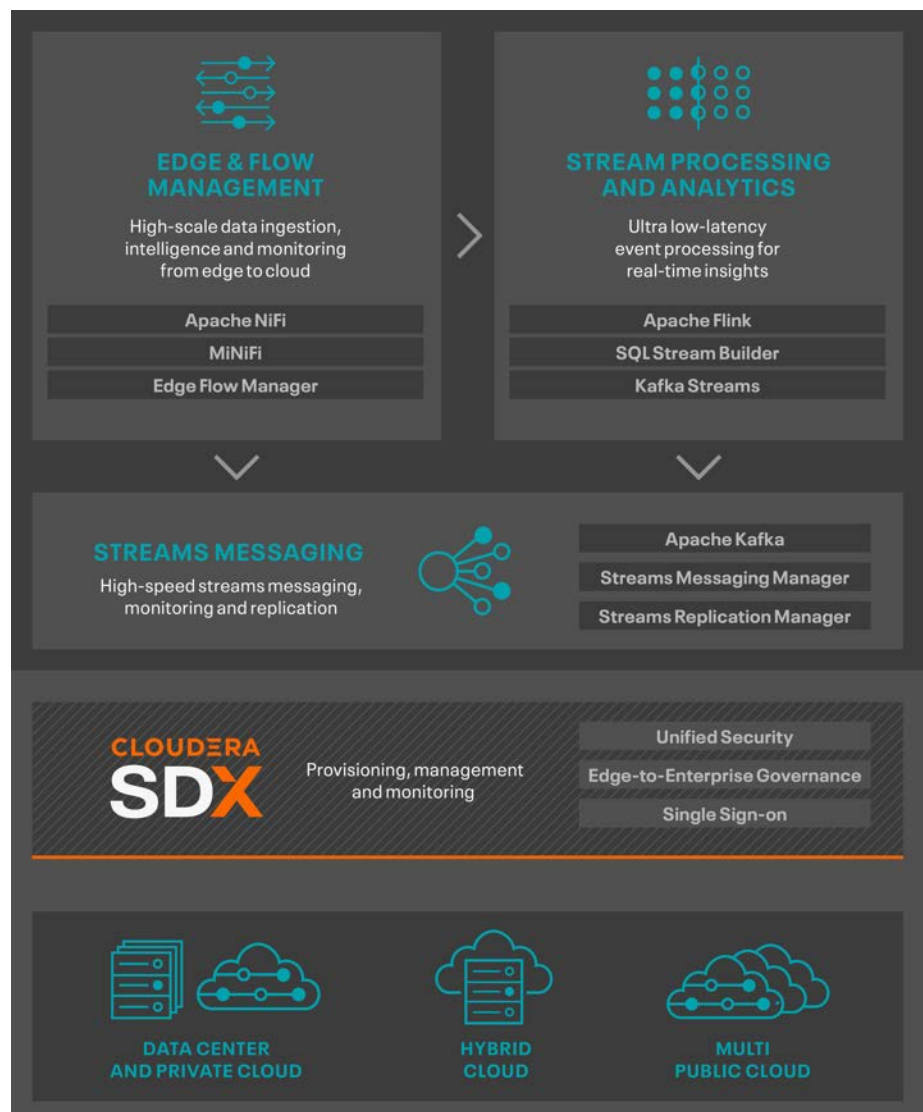 EDGE & FLOW
MANAGEMENT
High-scale data ingestion,
intelligence and monitoring
from edge to cloud
Apache NiFi
MiNiFi
Edge Flow Manager
STREAM PROCESSING
AND ANALYTICS
Ultra low-latency
event processing for
real-time insights
Apache Flink
SQL Stream Builder
Kafka Streams
STREAMS MESSAGING
High-speed streams messaging,
monitoring and replication
Apache Kafka
Streams Messaging Manager
Streams Replication Manager
CLOUDERA
SDX
Provisioning, management
and monitoring
Unified Security
Edge-to-Enterprise Governance
Single Sign-on
DATA CENTER
AND PRIVATE CLOUD
HYBRID
CLOUD
MULTI
PUBLIC CLOUD